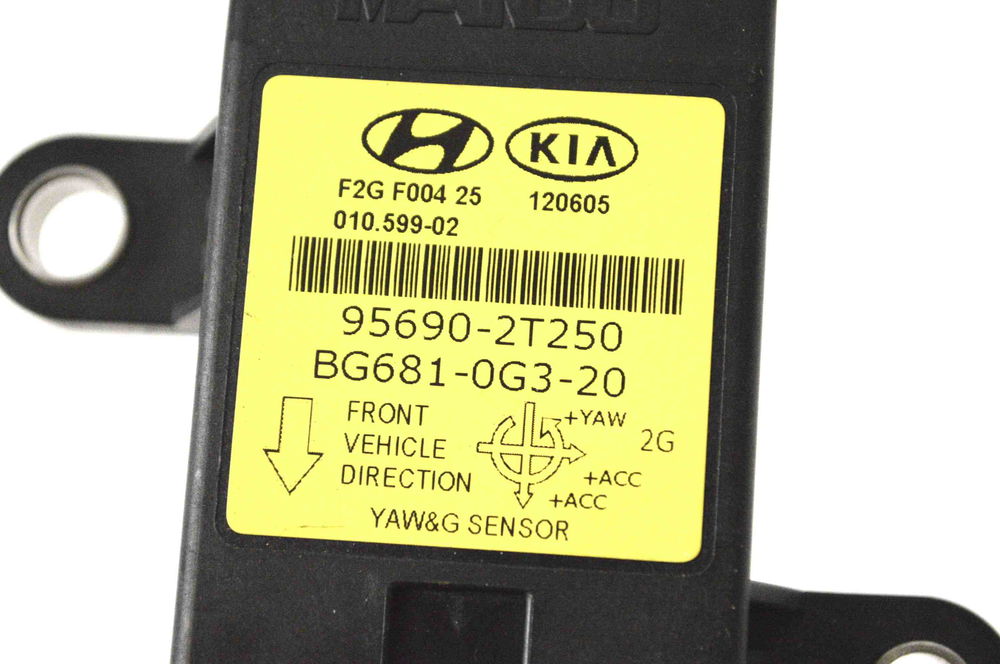 MANDO
KIA
F2G F004 25
120605
010.599-02
95690-2T250
BG681-0G3-20
FRONT
VEHICLE
DIRECTION
+YAW
2G
+ACC
+ACC
YAW&G SENSOR